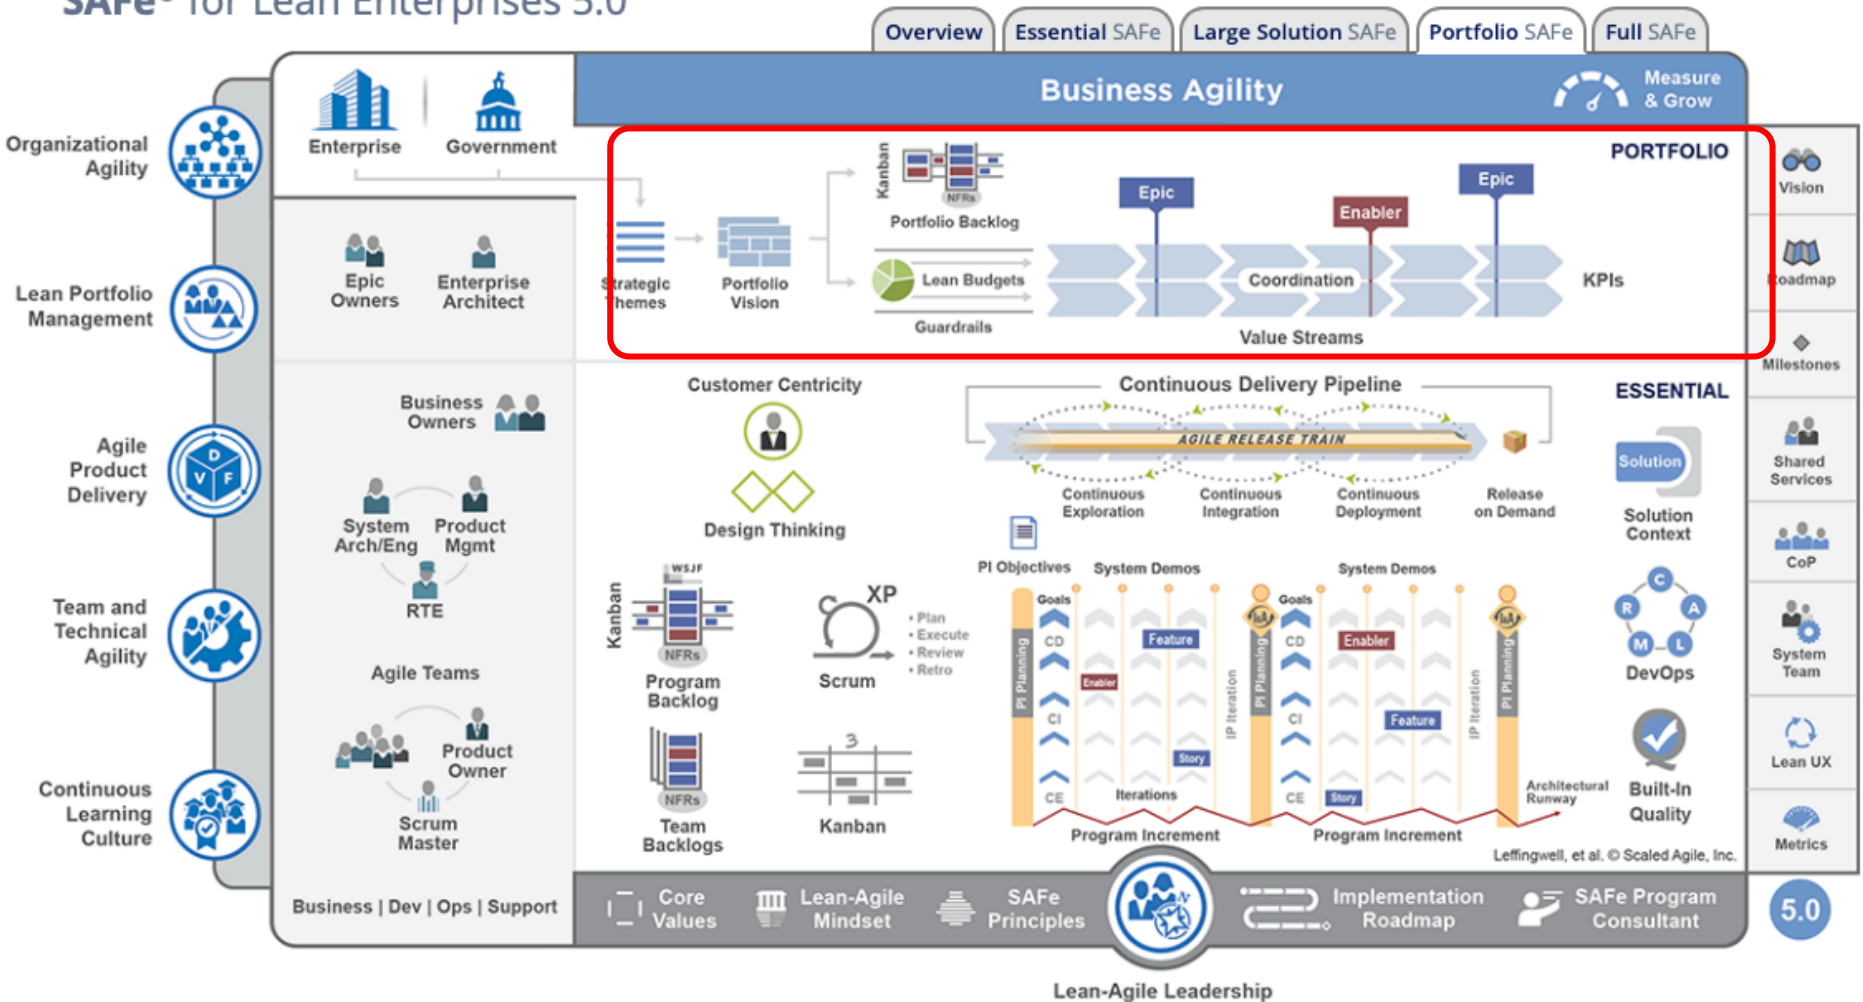 SAFe® for Lean Enterprises 5.0
Overview
Essential SAFe
Large Solution SAFe
Portfolio SAFe
Full SAFe
Business Agility
Measure
& Grow
Organizational
Agility
Lean Portfolio
Management
Agile
Product
Delivery
D
V F
Team and
Technical
Agility
Continuous
Learning
Culture
Enterprise
Government
Epic
Owners
Enterprise
Architect
Business
Owners
System
Arch/Eng
Product
Mgmt
RTE
Agile Teams
Product
Owner
Scrum
Master
Business | Dev | Ops | Support
PORTFOLIO
Strategic
Themes
Portfolio
Vision
Kanban
NFRs
Portfolio Backlog
Lean Budgets
Guardrails
Epic
Enabler
Epic
Coordination
KPIs
Value Streams
ESSENTIAL
Customer Centricity
Design Thinking
Continuous Delivery Pipeline
AGILE RELEASE TRAIN
Continuous
Exploration
Continuous
Integration
Continuous
Deployment
Release
on Demand
Solution
Solution
Context
Kanban
WSJF
NFRs
Program
Backlog
XP
• Plan
• Execute
• Review
• Retro
Scrum
NFRs
Team
Backlogs
3
Kanban
PI Objectives
System Demos
System Demos
PI Planning
Goals
CD
CI
CE
Feature
Enabler
Story
Iterations
IP Iteration
I&A
PI Planning
Goals
CD
CI
CE
Enabler
Feature
Story
IP Iteration
I&A
PI Planning
Architectural
Runway
Program Increment
Program Increment
C
A
L
M
R
DevOps
Built-In
Quality
Leffingwell, et al. © Scaled Agile, Inc.
Vision
Roadmap
Milestones
Shared
Services
CoP
System
Team
Lean UX
Metrics
Core
Values
Lean-Agile
Mindset
SAFe
Principles
N
Implementation
Roadmap
SAFe Program
Consultant
5.0
Lean-Agile Leadership